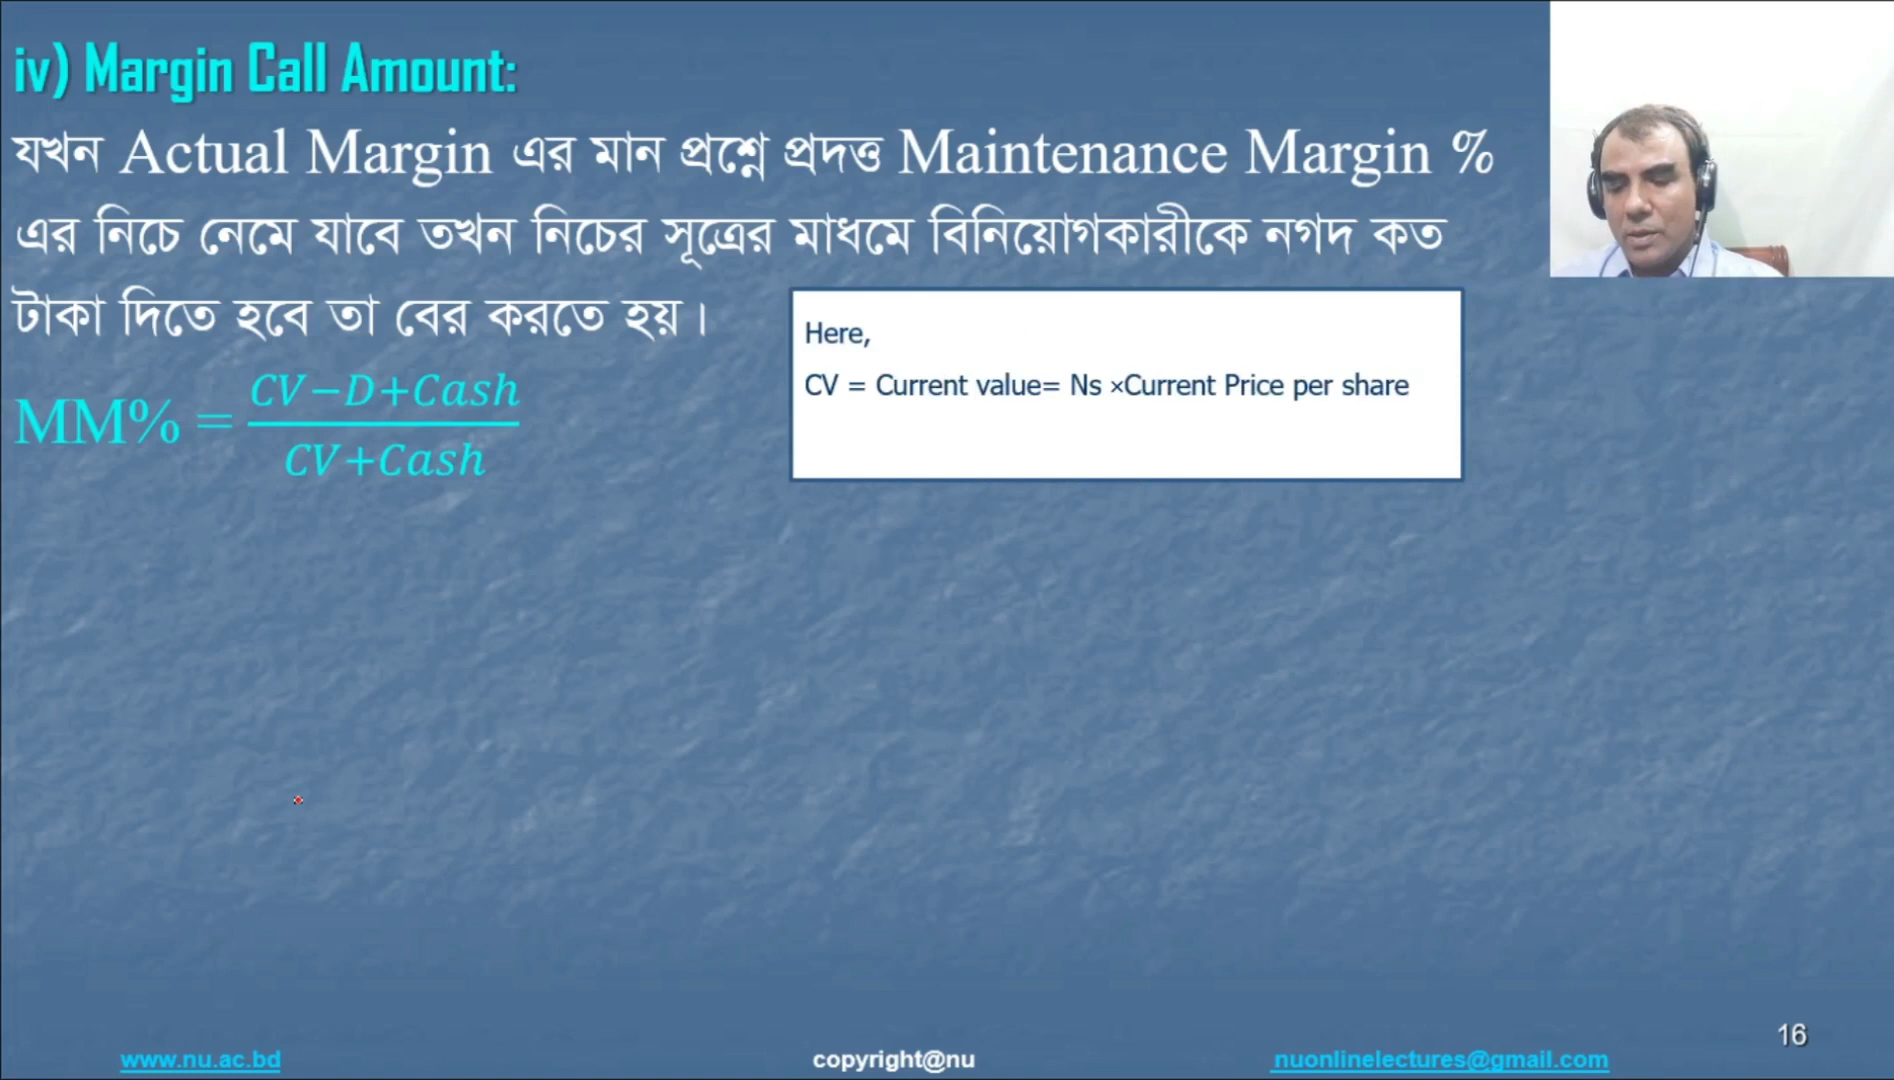 iv) Margin Call Amount:
যখন Actual Margin এর মান প্রশ্নে প্রদত্ত Maintenance Margin %
এর নিচে নেমে যাবে তখন নিচের সূত্রের মাধমে বিনিয়োগকারীকে নগদ কত
টাকা দিতে হবে তা বের করতে হয়।
MM% = \frac{CV-D+Cash}{CV+Cash}
Here,
CV = Current value= Ns ×Current Price per share
16
www.nu.ac.bd
copyright@nu
nuonlinelectures@gmail.com